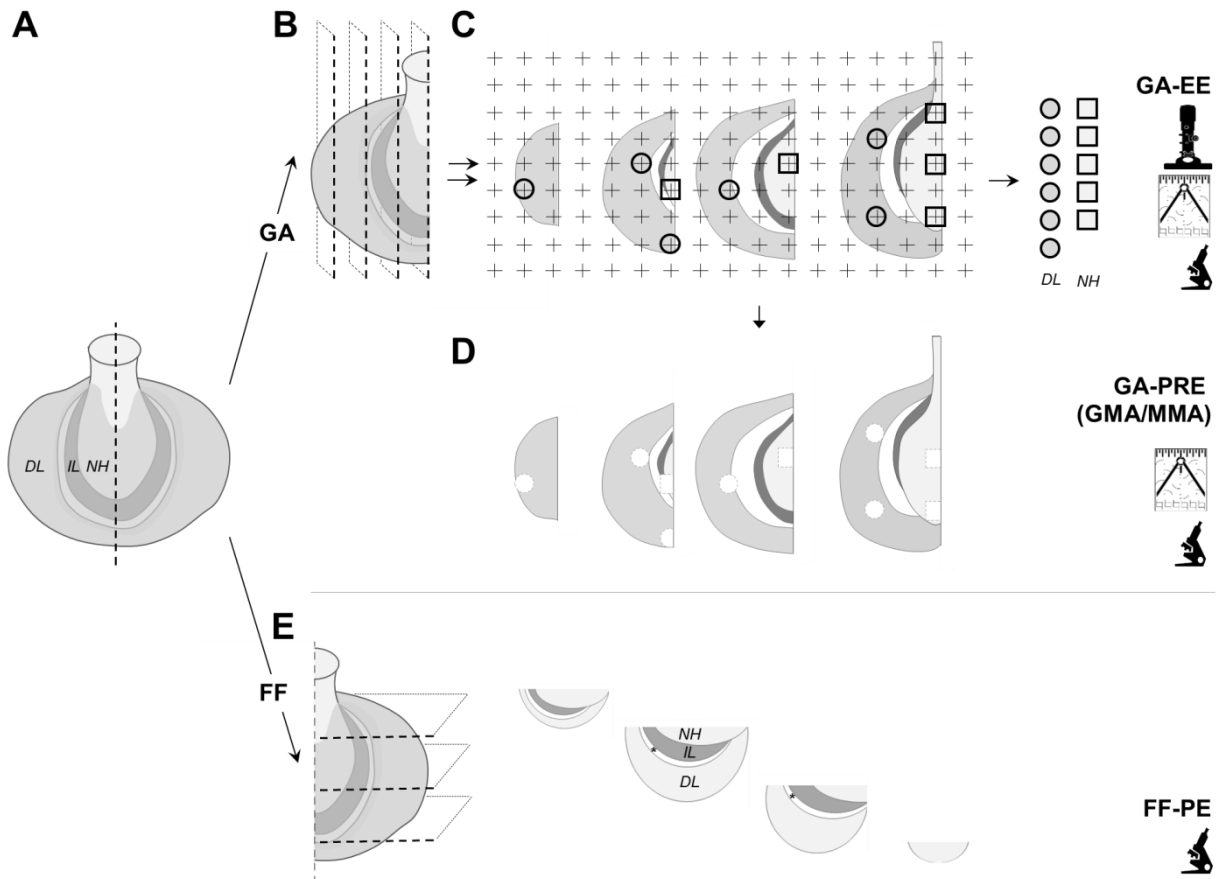 A
B
C
GA-EE
GA
DL NH
D
GA-PRE
(GMA/MMA)
DL IL NH
E
FF
NH
* IL
DL
*
FF-PE